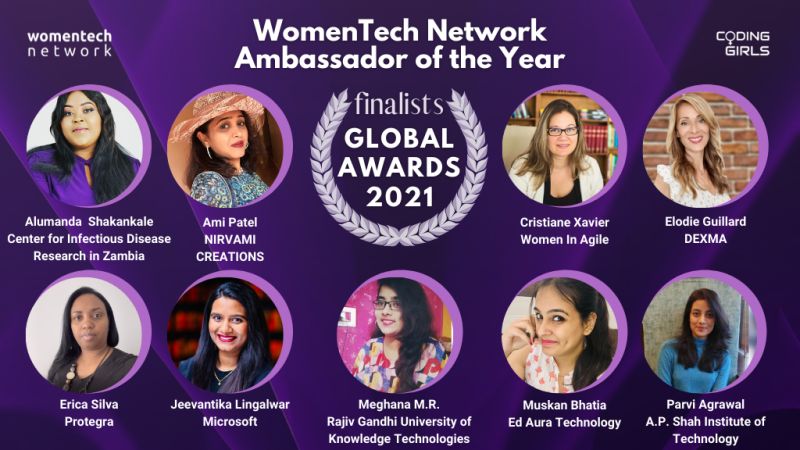 womentech
network
WomenTech Network
Ambassador of the Year
CODING
GIRLS
finalists
GLOBAL
AWARDS
2021
Alumanda Shakankale
Center for Infectious Disease
Research in Zambia
Ami Patel
NIRVAMI
CREATIONS
Cristiane Xavier
Women In Agile
Elodie Guillard
DEXMA
Erica Silva
Protegra
Jeevantika Lingalwar
Microsoft
Meghana M.R.
Rajiv Gandhi University of
Knowledge Technologies
Muskan Bhatia
Ed Aura Technology
Parvi Agrawal
A.P. Shah Institute of
Technology